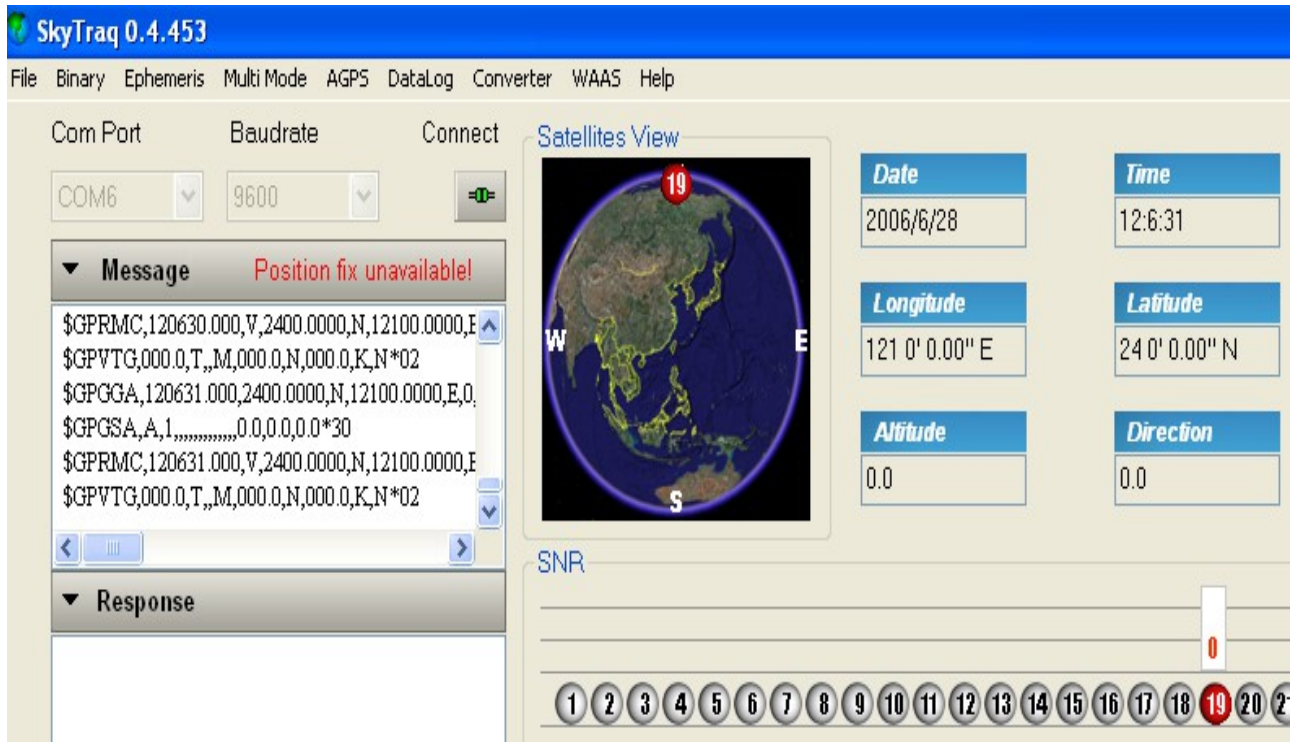 SkyTraq 0.4.453
File Binary Ephemeris Multi Mode AGPS DataLog Converter WAAS Help
Com Port Baudrate Connect
COM6 9600
Message Position fix unavailable!
$GPRMC,120630.000,V,2400.0000,N,12100.0000,E
$GPVTG,000.0,T,,M,000.0,N,000.0,K,N*02
$GPGGA,120631.000,2400.0000,N,12100.0000,E,0,
$GPGSA,A,1,,,,,,,,,,,,,0.0,0.0,0.0*30
$GPRMC,120631.000,V,2400.0000,N,12100.0000,E
$GPVTG,000.0,T,,M,000.0,N,000.0,K,N*02
Response
Satellites View
19
W E
S
Date Time
2006/6/28 12:6:31
Longitude Latitude
121 0' 0.00" E 24 0' 0.00" N
Altitude Direction
0.0 0.0
SNR
0
1 2 3 4 5 6 7 8 9 10 11 12 13 14 15 16 17 18 19 20 21